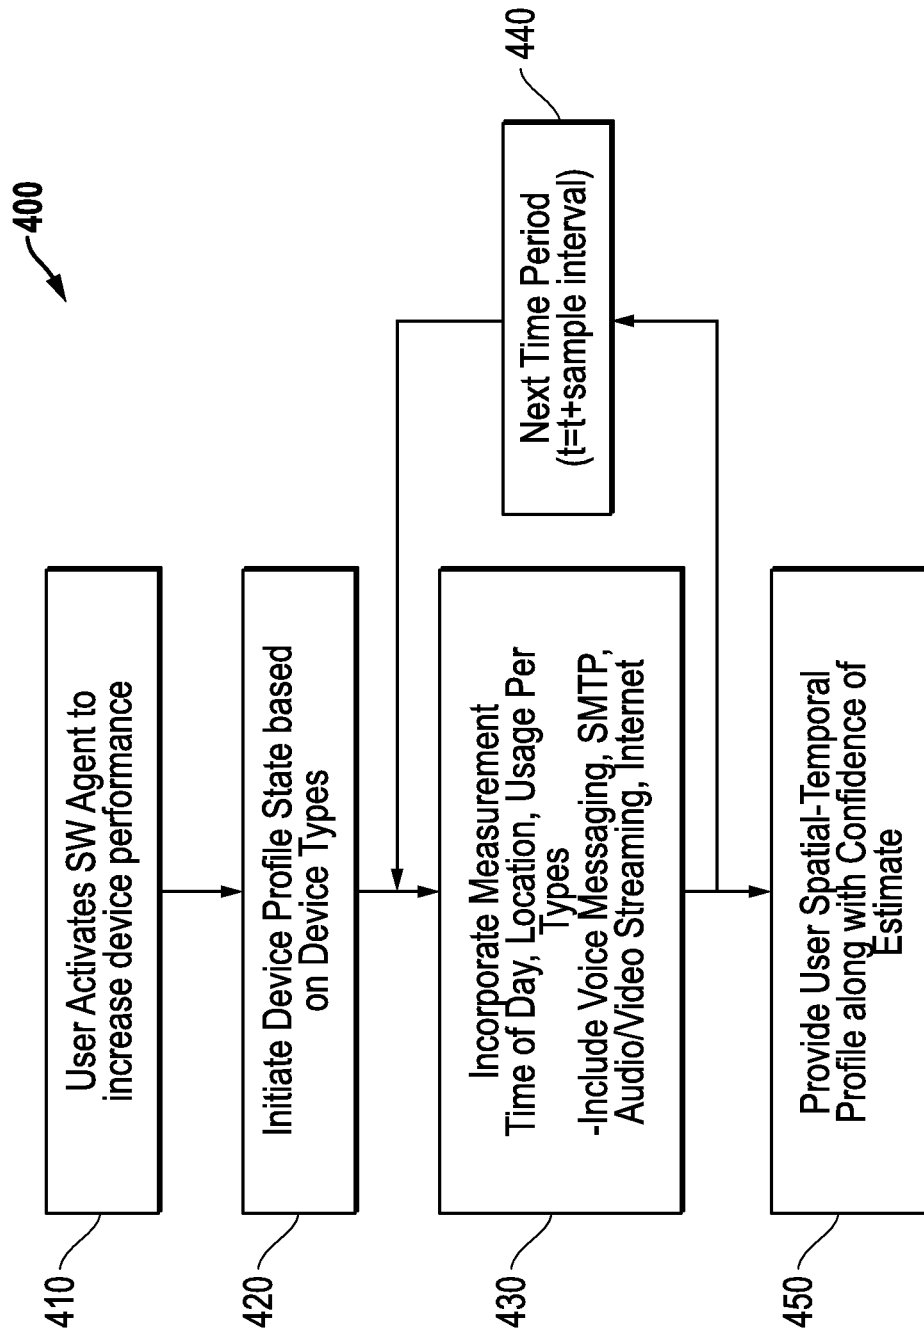 400
410
User Activates SW Agent to
increase device performance
420
Initiate Device Profile State based
on Device Types
430
Incorporate Measurement
Time of Day, Location, Usage Per
Types
-Include Voice Messaging, SMTP,
Audio/Video Streaming, Internet
440
Next Time Period
(t=t+sample interval)
450
Provide User Spatial-Temporal
Profile along with Confidence of
Estimate